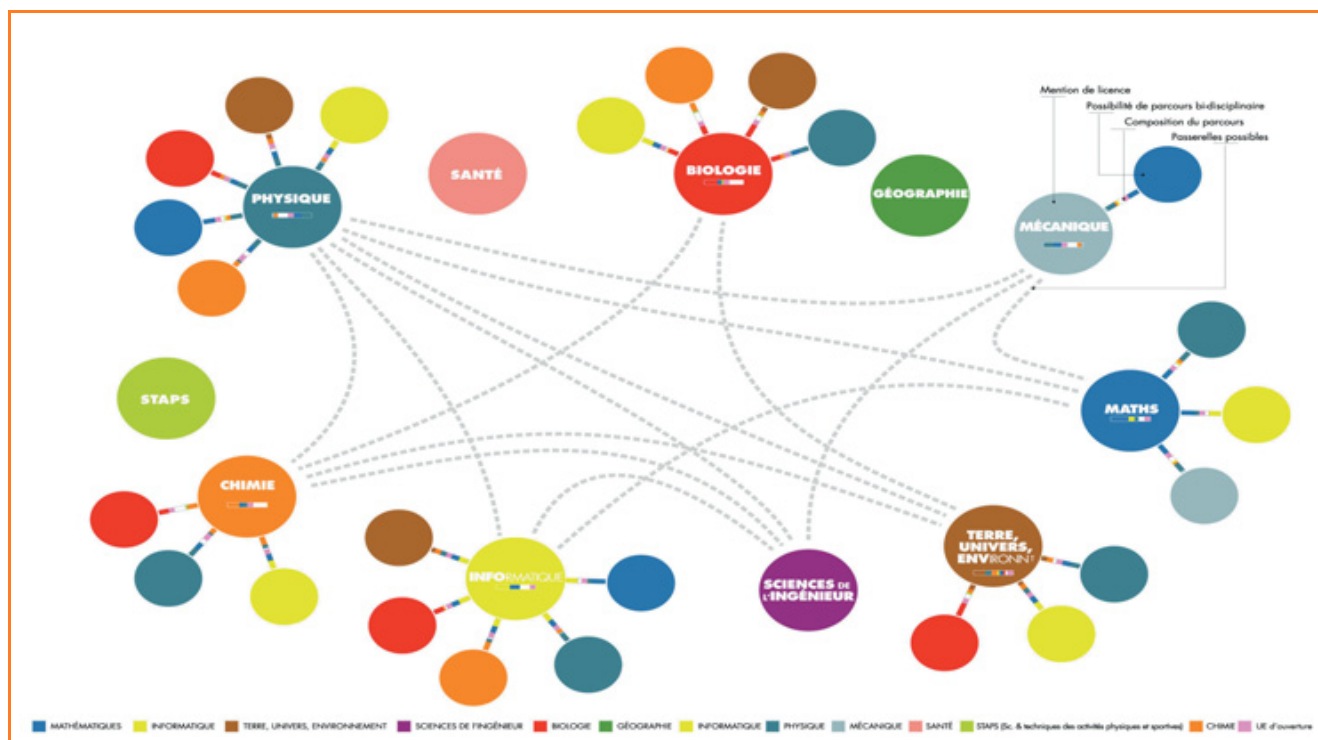 Mention de licence
Possibilité de parcours bi-disciplinaire
Composition du parcours
Passerelles possibles
PHYSIQUE
SANTÉ
BIOLOGIE
GÉOGRAPHIE
MÉCANIQUE
STAPS
MATHS
CHIMIE
INFORMATIQUE
SCIENCES DE
L'INGÉNIEUR
TERRE,
UNIVERS,
ENVIRONNT
MATHÉMATIQUES INFORMATIQUE TERRE, UNIVERS, ENVIRONNEMENT SCIENCES DE L'INGÉNIEUR BIOLOGIE GÉOGRAPHIE INFORMATIQUE PHYSIQUE MÉCANIQUE SANTÉ STAPS (Sc. & techniques des activités physiques et sportives) CHIMIE UE d'ouverture